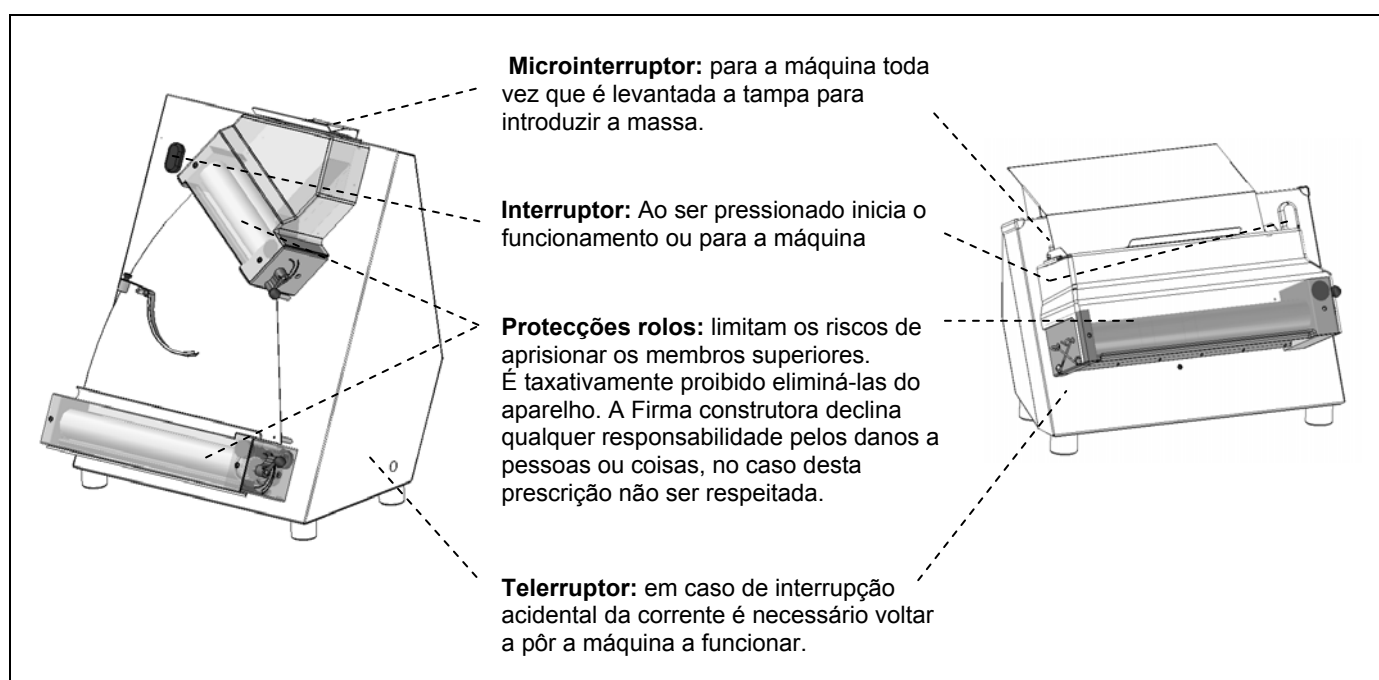 Microinterruptor: para a máquina toda
vez que é levantada a tampa para
introduzir a massa.
Interruptor: Ao ser pressionado inicia o
funcionamento ou para a máquina
Protecções rolos: limitam os riscos de
aprisionar os membros superiores.
É taxativamente proibido eliminá-las do
aparelho. A Firma construtora declina
qualquer responsabilidade pelos danos a
pessoas ou coisas, no caso desta
prescrição não ser respeitada.
Telerruptor: em caso de interrupção
acidental da corrente é necessário voltar
a pôr a máquina a funcionar.